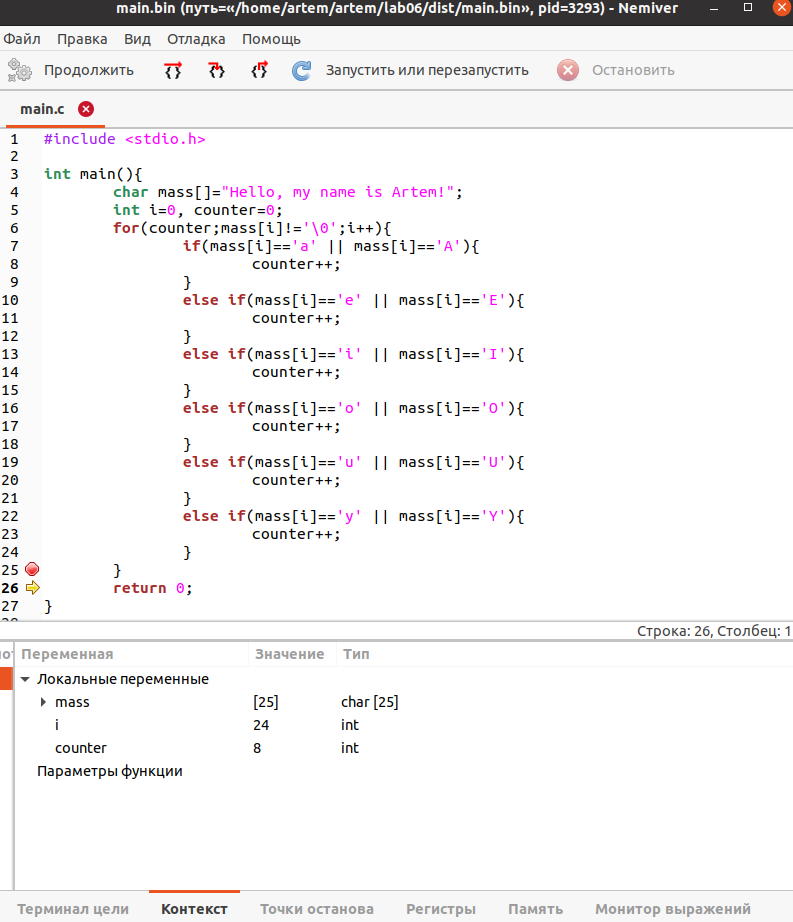 main.bin (путь=«/home/artem/artem/lab06/dist/main.bin», pid=3293) - Nemiver
Файл Правка Вид Отладка Помощь
Продолжить Запустить или перезапустить Остановить
main.c
1 #include <stdio.h>
2
3 int main(){
4 char mass[]="Hello, my name is Artem!";
5 int i=0, counter=0;
6 for(counter;mass[i]!='\0';i++){
7 if(mass[i]=='a' || mass[i]=='A'){
8 counter++;
9 }
10 else if(mass[i]=='e' || mass[i]=='E'){
11 counter++;
12 }
13 else if(mass[i]=='i' || mass[i]=='I'){
14 counter++;
15 }
16 else if(mass[i]=='o' || mass[i]=='O'){
17 counter++;
18 }
19 else if(mass[i]=='u' || mass[i]=='U'){
20 counter++;
21 }
22 else if(mass[i]=='y' || mass[i]=='Y'){
23 counter++;
24 }
25 }
26 return 0;
27 }
Строка: 26, Столбец: 1
Переменная Значение Тип
Локальные переменные
mass [25] char [25]
i 24 int
counter 8 int
Параметры функции
Терминал цели Контекст Точки останова Регистры Память Монитор выражений